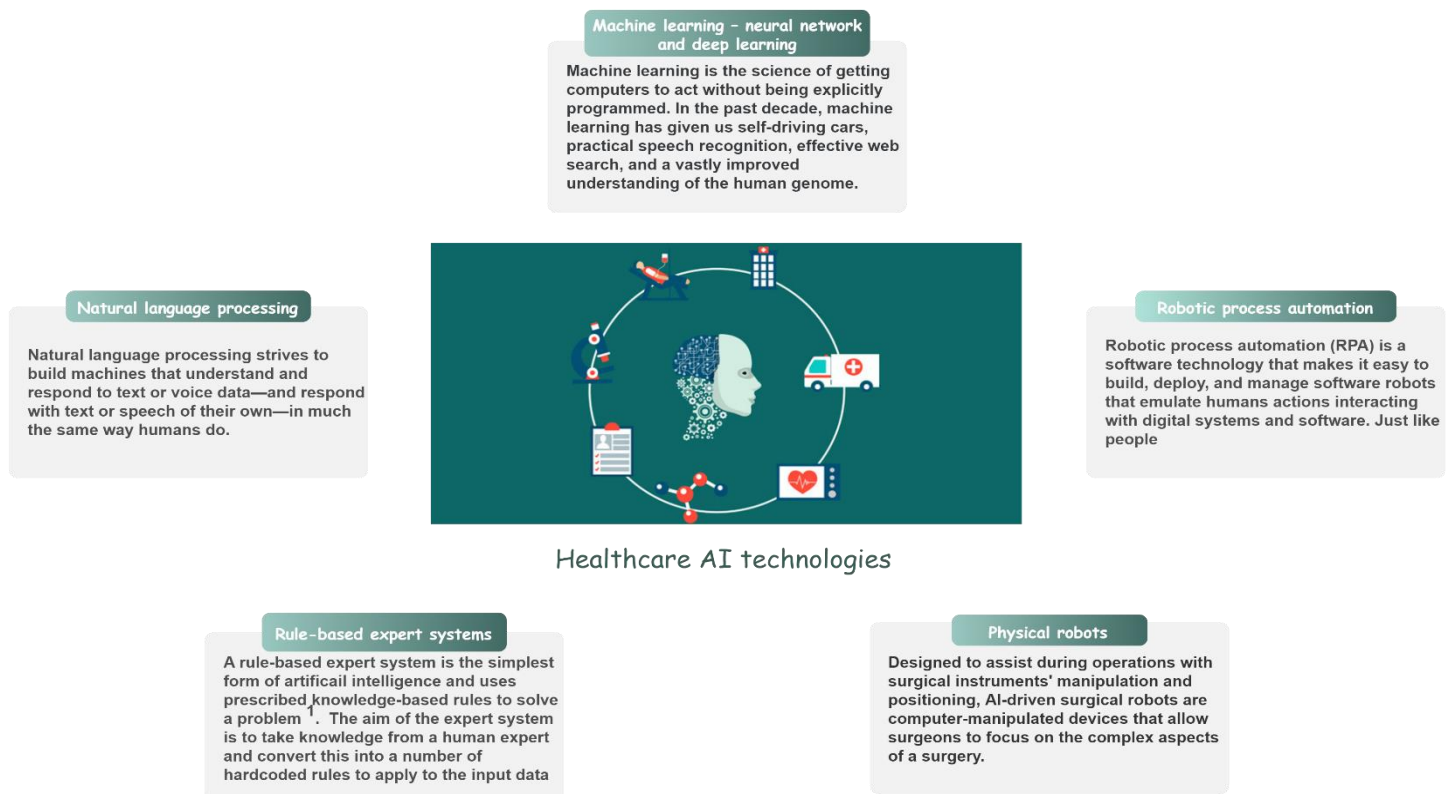 Machine learning – neural network
and deep learning
Machine learning is the science of getting
computers to act without being explicitly
programmed. In the past decade, machine
learning has given us self-driving cars,
practical speech recognition, effective web
search, and a vastly improved
understanding of the human genome.
Natural language processing
Natural language processing strives to
build machines that understand and
respond to text or voice data—and respond
with text or speech of their own—in much
the same way humans do.
Robotic process automation
Robotic process automation (RPA) is a
software technology that makes it easy to
build, deploy, and manage software robots
that emulate humans actions interacting
with digital systems and software. Just like
people
Healthcare AI technologies
Rule-based expert systems
A rule-based expert system is the simplest
form of artificail intelligence and uses
prescribed knowledge-based rules to solve
a problem 1.  The aim of the expert system
is to take knowledge from a human expert
and convert this into a number of
hardcoded rules to apply to the input data
Physical robots
Designed to assist during operations with
surgical instruments' manipulation and
positioning, AI-driven surgical robots are
computer-manipulated devices that allow
surgeons to focus on the complex aspects
of a surgery.